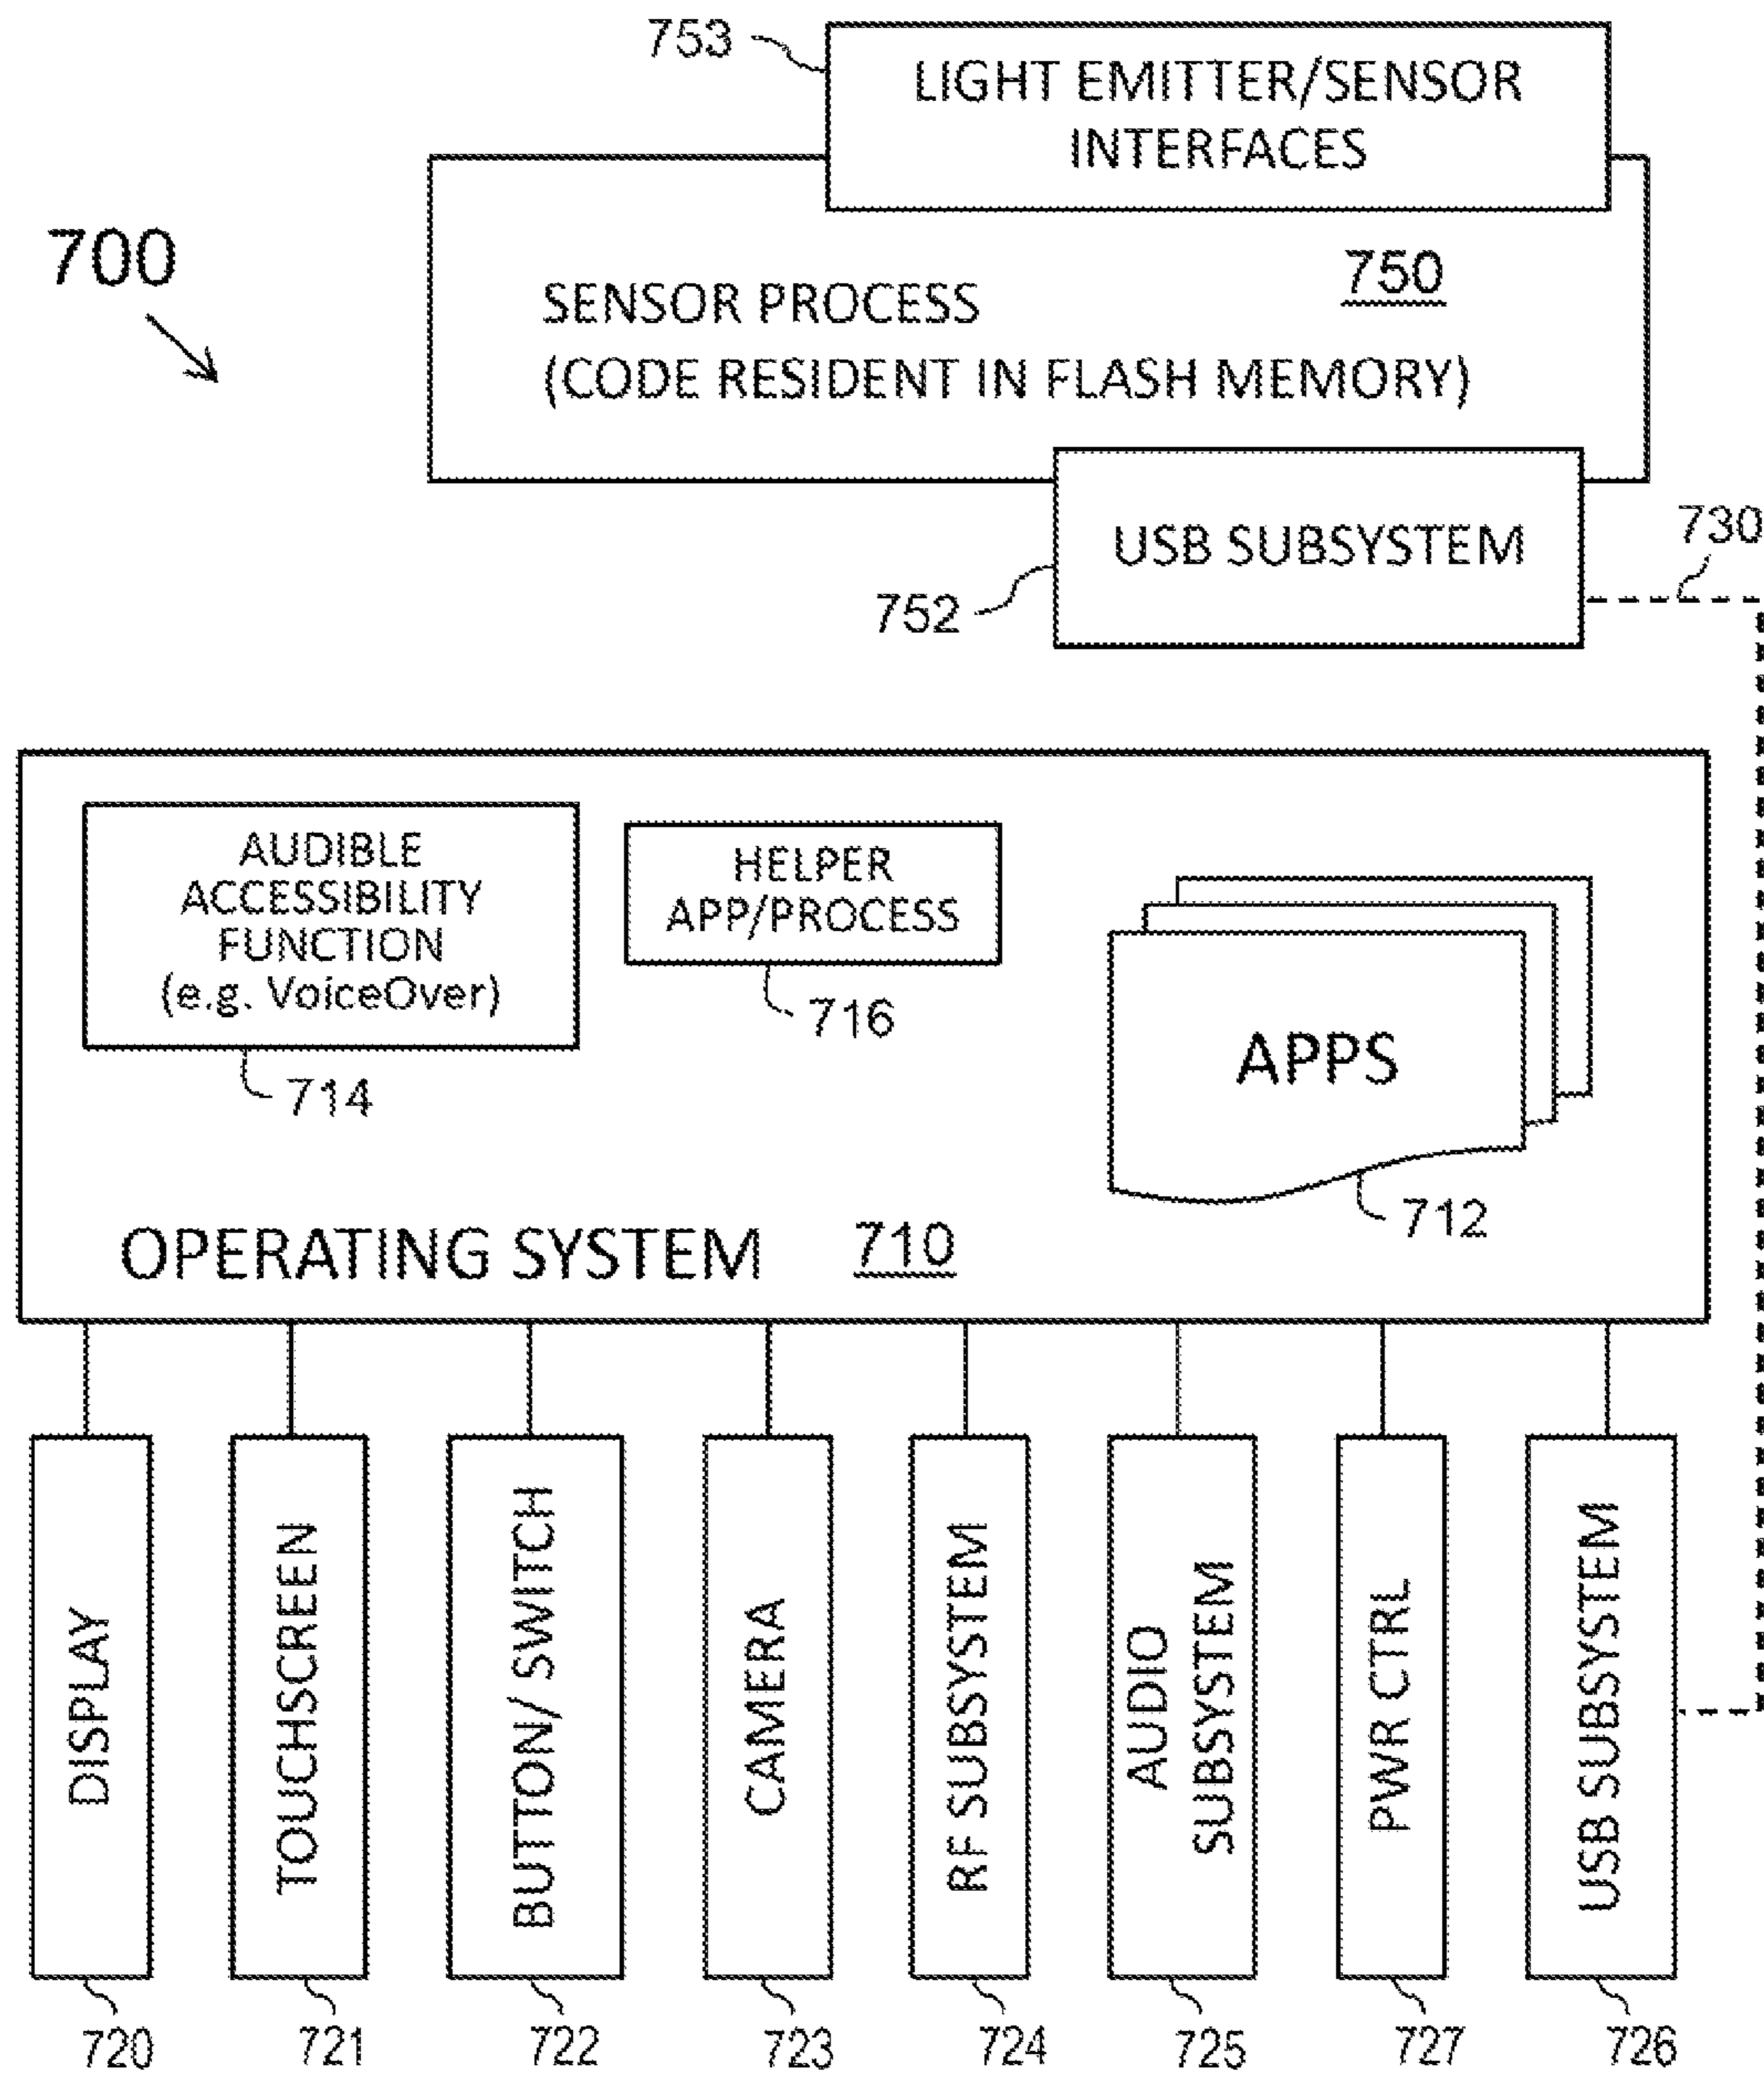 753
LIGHT EMITTER/SENSOR
INTERFACES
700
750
SENSOR PROCESS
(CODE RESIDENT IN FLASH MEMORY)
USB SUBSYSTEM
730
752
AUDIBLE
ACCESSIBILITY
FUNCTION
(e.g. VoiceOver)
714
HELPER
APP/PROCESS
716
APPS
712
OPERATING SYSTEM 710
DISPLAY
TOUCHSCREEN
BUTTON/ SWITCH
CAMERA
RF SUBSYSTEM
AUDIO
SUBSYSTEM
PWR CTRL
USB SUBSYSTEM
720 721 722 723 724 725 727 726